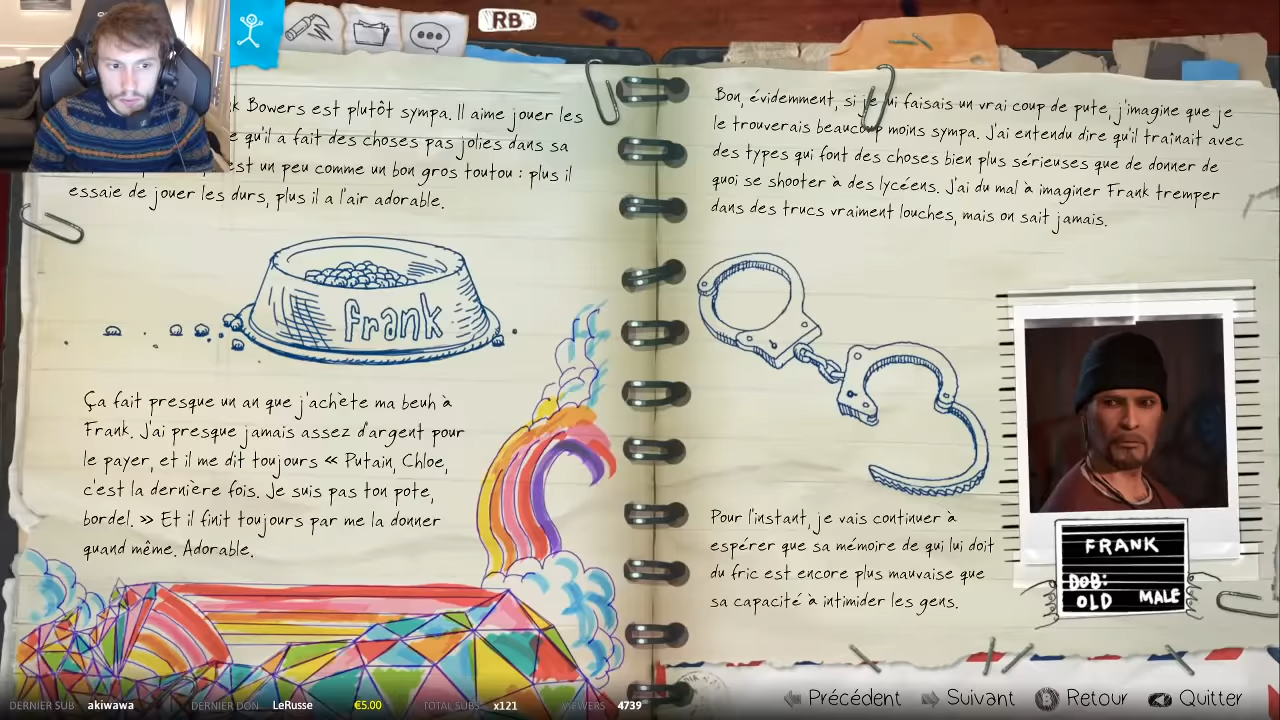 RB
k Bowers est plutôt sympa. Il aime jouer les
e qu'il a fait des choses pas jolies dans sa
est un peu comme un bon gros toutou : plus il
essaie de jouer les durs, plus il a l'air adorable.
frank
Ça fait presque un an que j'achète ma beuh à
Frank. J'ai presque jamais assez d'argent pour
le payer, et il me dit toujours « Putain, Chloe,
c'est la dernière fois. Je suis pas ton pote,
bordel. » Et il finit toujours par me la donner
quand même. Adorable.
Bon, évidemment, si je lui faisais un vrai coup de pute, j'imagine que je
le trouverais beaucoup moins sympa. J'ai entendu dire qu'il trainait avec
des types qui font des choses bien plus sérieuses que de donner de
quoi se shooter à des lycéens. J'ai du mal à imaginer Frank tremper
dans des trucs vraiment louches, mais on sait jamais.
Pour l'instant, je vais continuer à
espérer que sa mémoire de qui lui doit
du fric est encore plus mauvaise que
sa capacité à intimider les gens.
FRANK
DOB:
OLD MALE
Précédent Suivant Retour Quitter
DERNIER SUB akiwawa DERNIER DON LeRusse €5.00 TOTAL SUBS x121 VIEWERS 4739